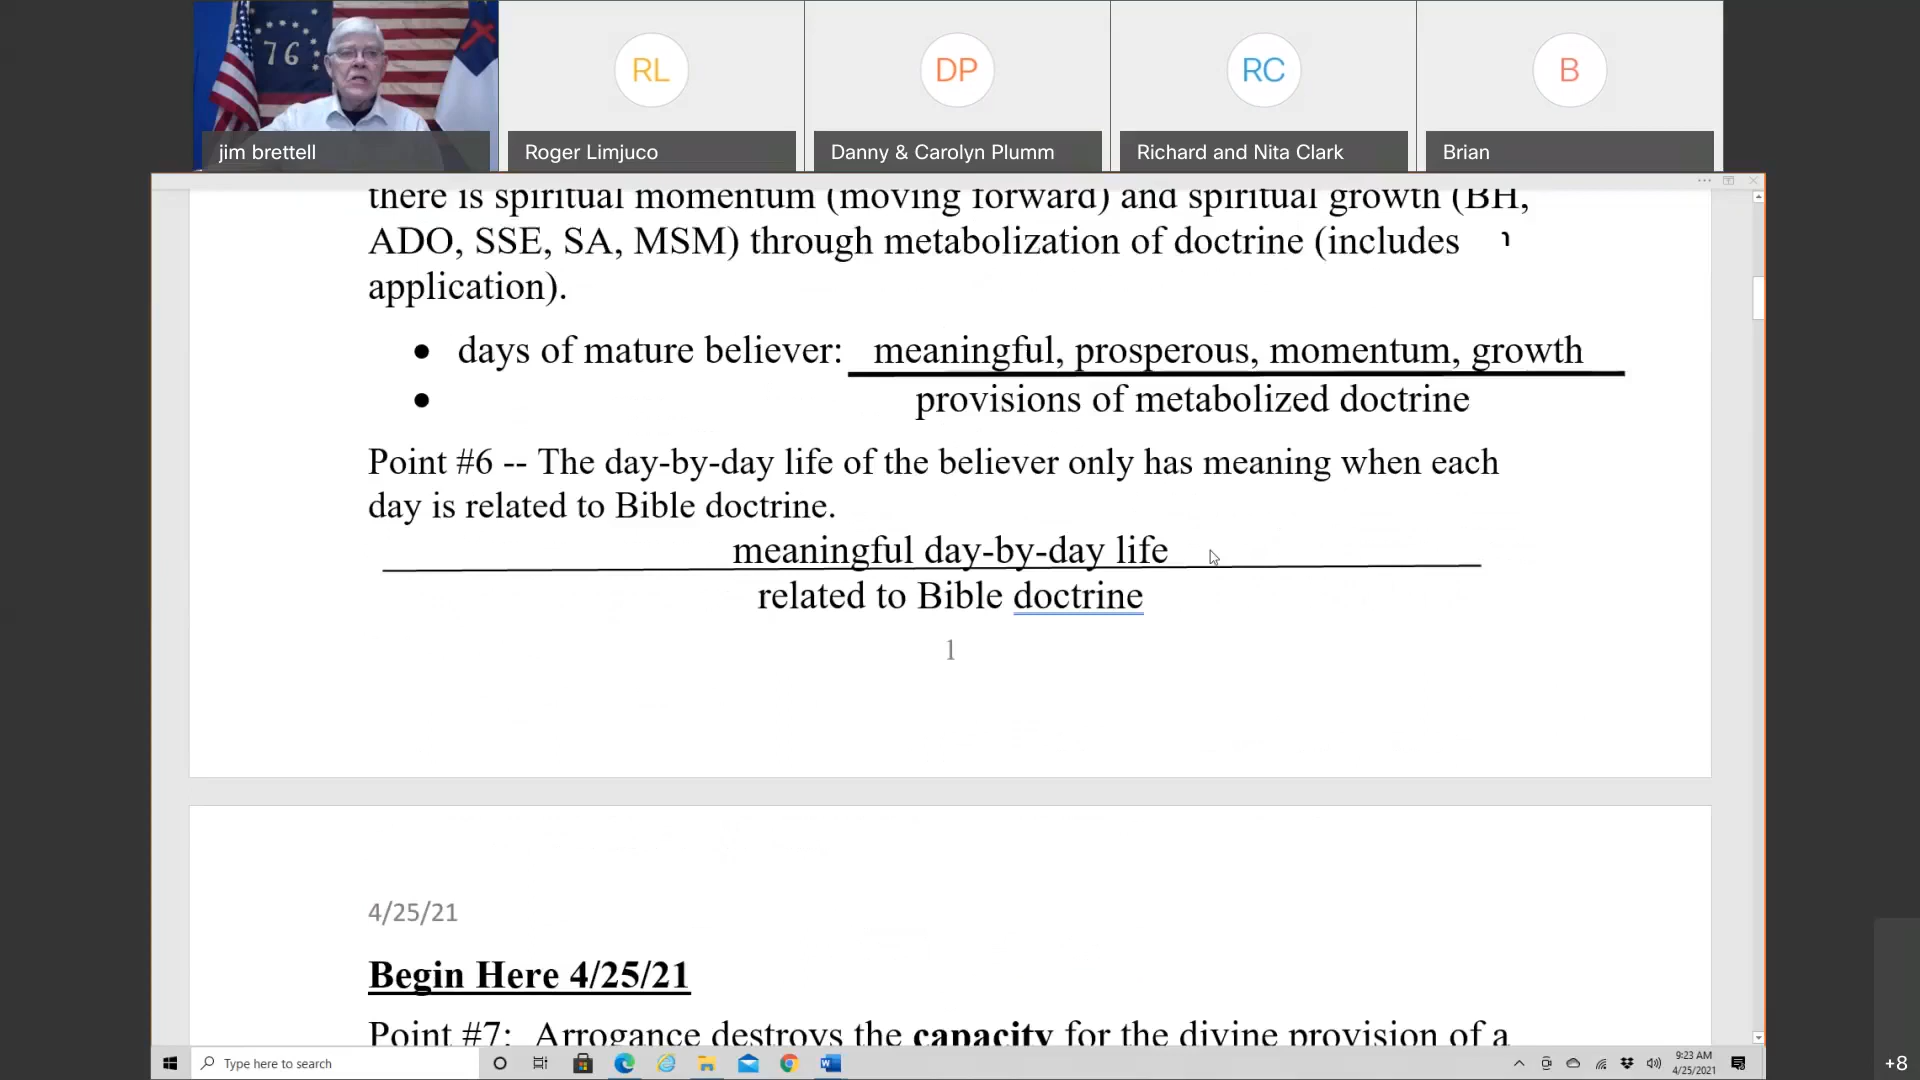 76
RL
DP
RC
B
jim brettell
Roger Limjuco
Danny & Carolyn Plumm
Richard and Nita Clark
Brian
there is spiritual momentum (moving forward) and spiritual growth (BH,
ADO, SSE, SA, MSM) through metabolization of doctrine (includes
application).
• days of mature believer: meaningful, prosperous, momentum, growth
• provisions of metabolized doctrine
Point #6 -- The day-by-day life of the believer only has meaning when each
day is related to Bible doctrine.
meaningful day-by-day life
related to Bible doctrine
1
4/25/21
Begin Here 4/25/21
Point #7: Arrogance destroys the capacity for the divine provision of a
Type here to search
9:23 AM
4/25/2021
+8